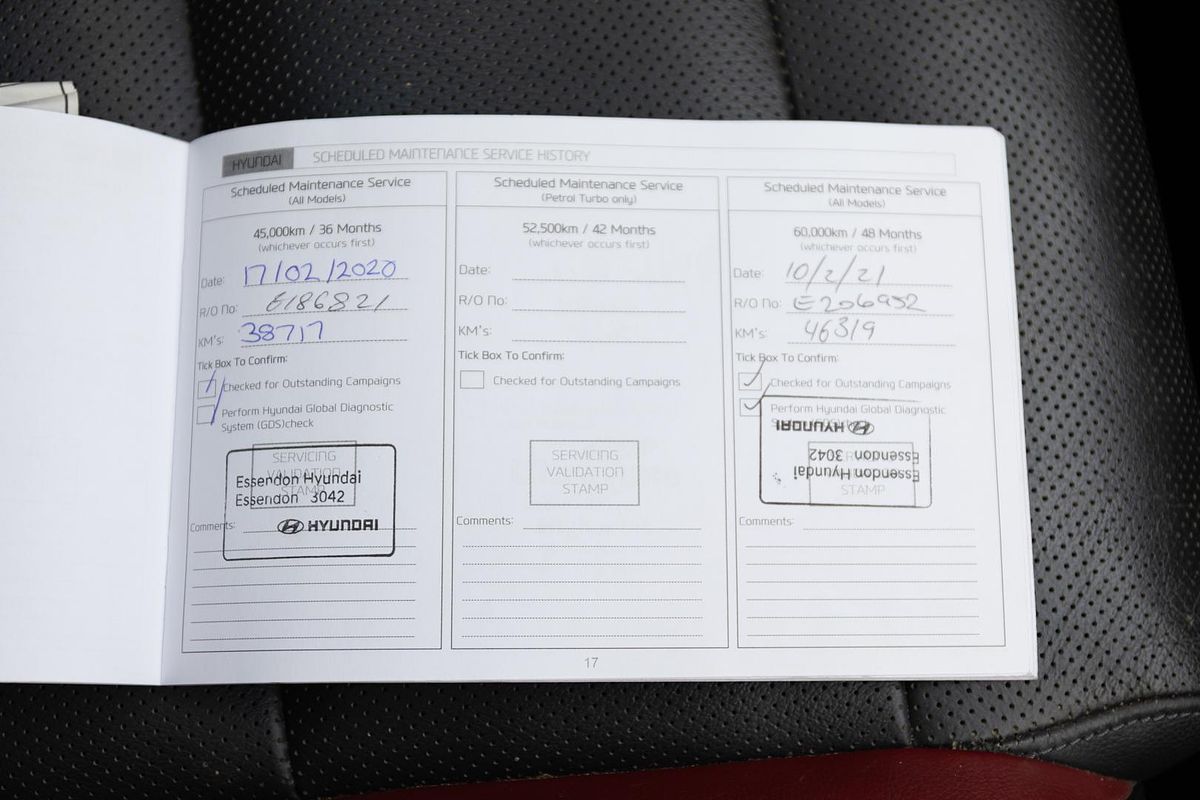 HYUNDAI SCHEDULED MAINTENANCE SERVICE HISTORY
Scheduled Maintenance Service
(All Models)
45,000km / 36 Months
(whichever occurs first)
Date: 17/02/2020
R/O No: E186821
KM's: 38717
Tick Box To Confirm:
Checked for Outstanding Campaigns
Perform Hyundai Global Diagnostic
System (GDS)check
SERVICING
VALIDATION
STAMP
Essendon Hyundai
Essendon 3042
HYUNDAI
Comments:
Scheduled Maintenance Service
(Petrol Turbo only)
52,500km / 42 Months
(whichever occurs first)
Date:
R/O No:
KM's:
Tick Box To Confirm:
Checked for Outstanding Campaigns
SERVICING
VALIDATION
STAMP
Comments:
Scheduled Maintenance Service
(All Models)
60,000km / 48 Months
(whichever occurs first)
Date: 10/2/21
R/O No: E206952
KM's: 46319
Tick Box To Confirm:
Checked for Outstanding Campaigns
Perform Hyundai Global Diagnostic
System (GDS)check
STAMP
Essendon Hyundai
Essendon 3042
HYUNDAI
Comments:
17